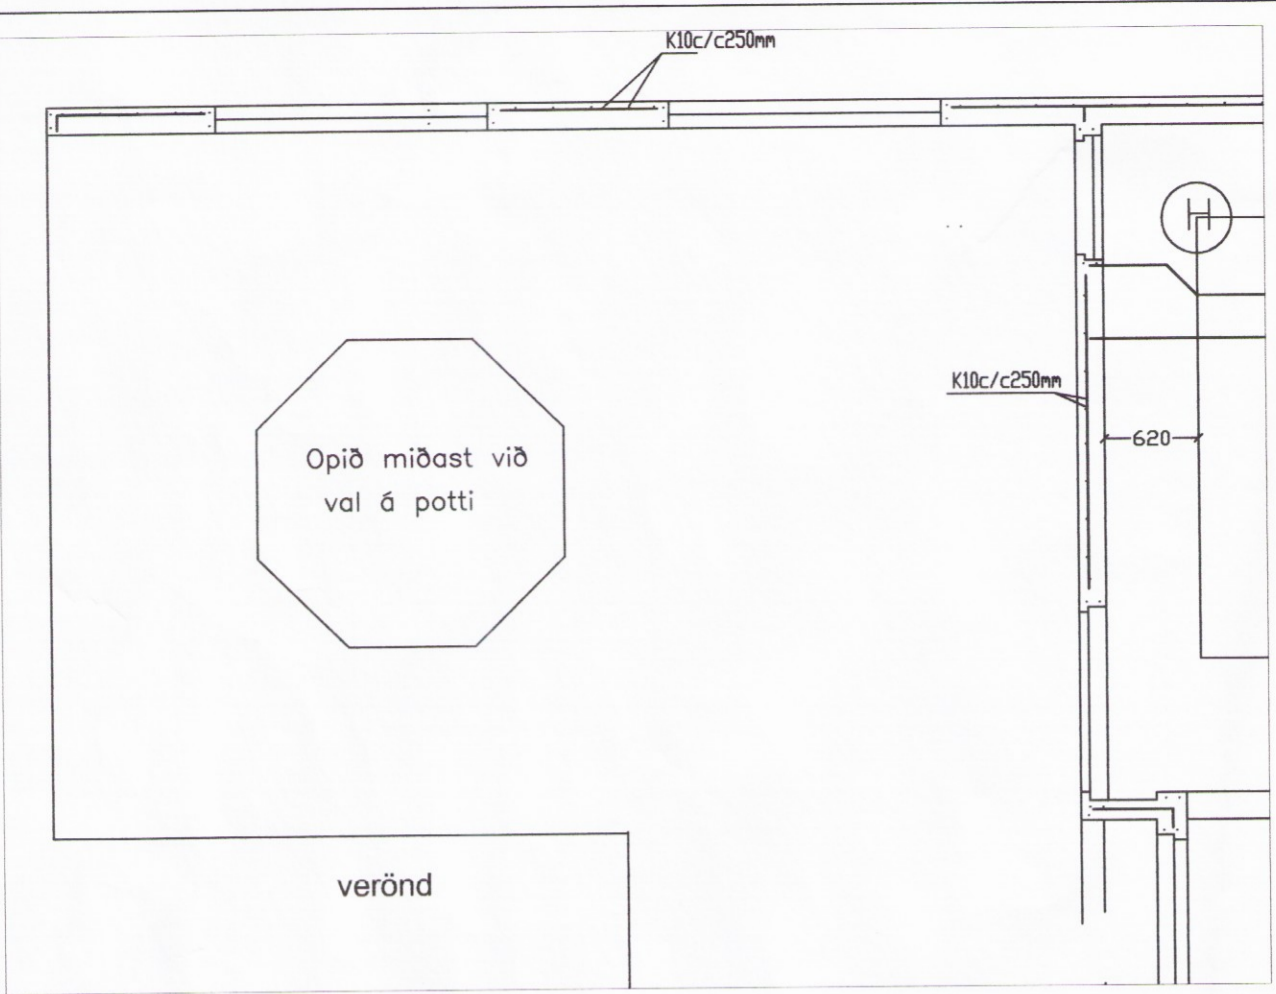 K10c/c250mm
H
K10c/c250mm
620
Opið miðast við
val á potti
verönd